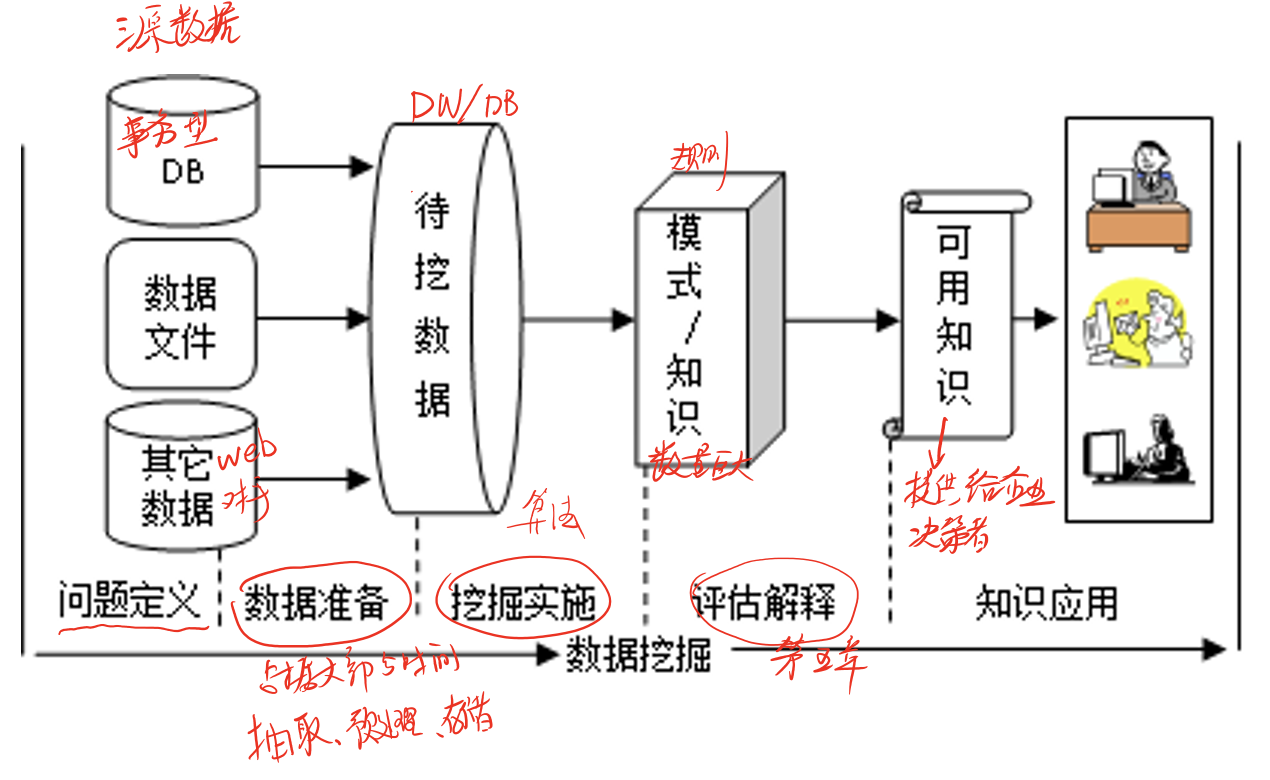 源数据
事务型
DB
数据
文件
其它
数据
web
DW/DB
待挖数据
规则
模式/知识
数量巨大
算法
可用知识
提供给企业
决策者
问题定义
数据准备
挖掘实施
评估解释
知识应用
数据挖掘
第五章
占据大部分时间
抽取、预处理、存储